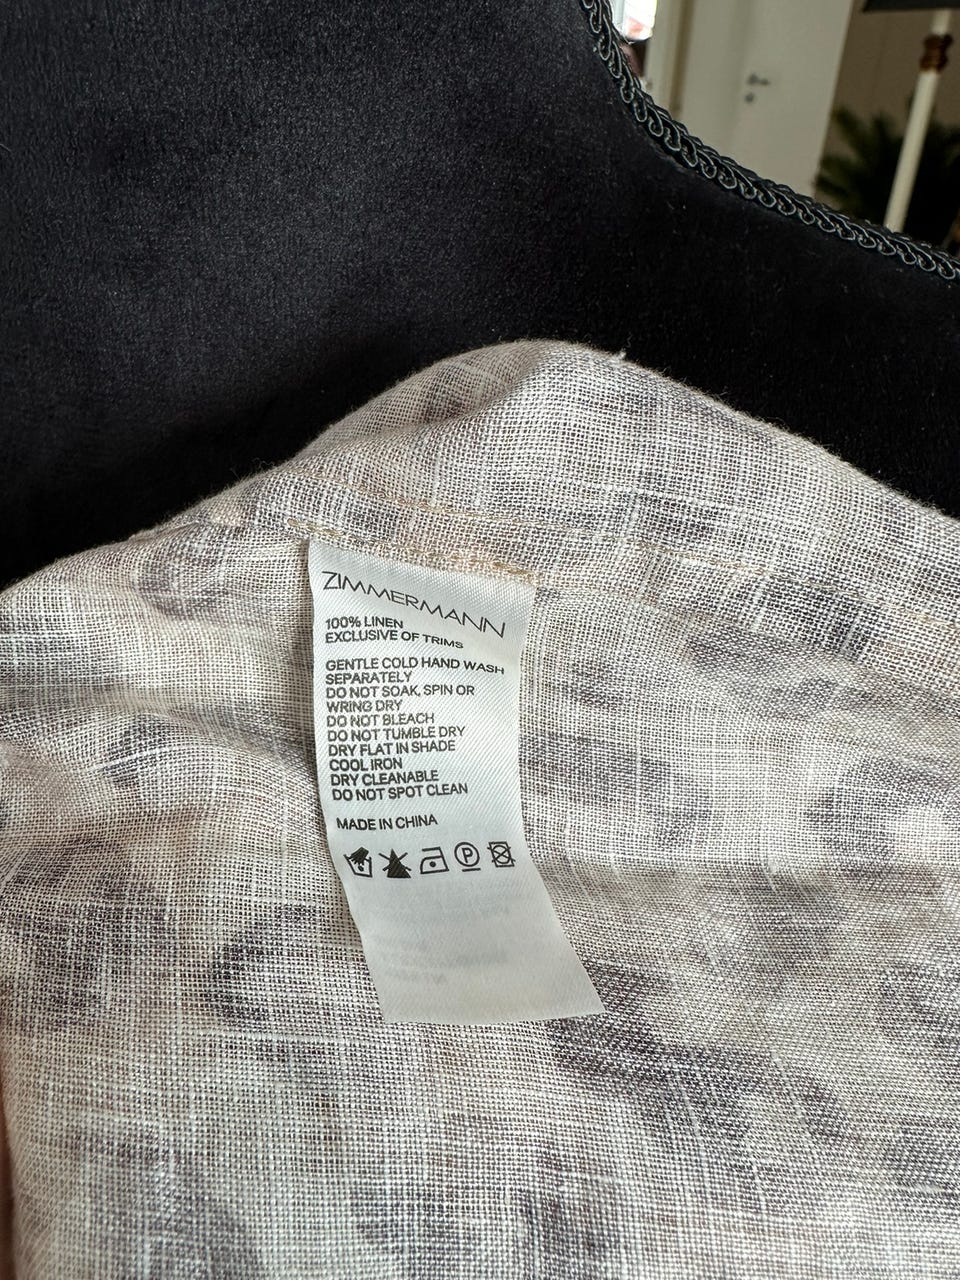 ZIMMERMANN
100% LINEN
EXCLUSIVE OF TRIMS
GENTLE COLD HAND WASH
SEPARATELY
DO NOT SOAK, SPIN OR
WRING DRY
DO NOT BLEACH
DO NOT TUMBLE DRY
DRY FLAT IN SHADE
COOL IRON
DRY CLEANABLE
DO NOT SPOT CLEAN
MADE IN CHINA
P